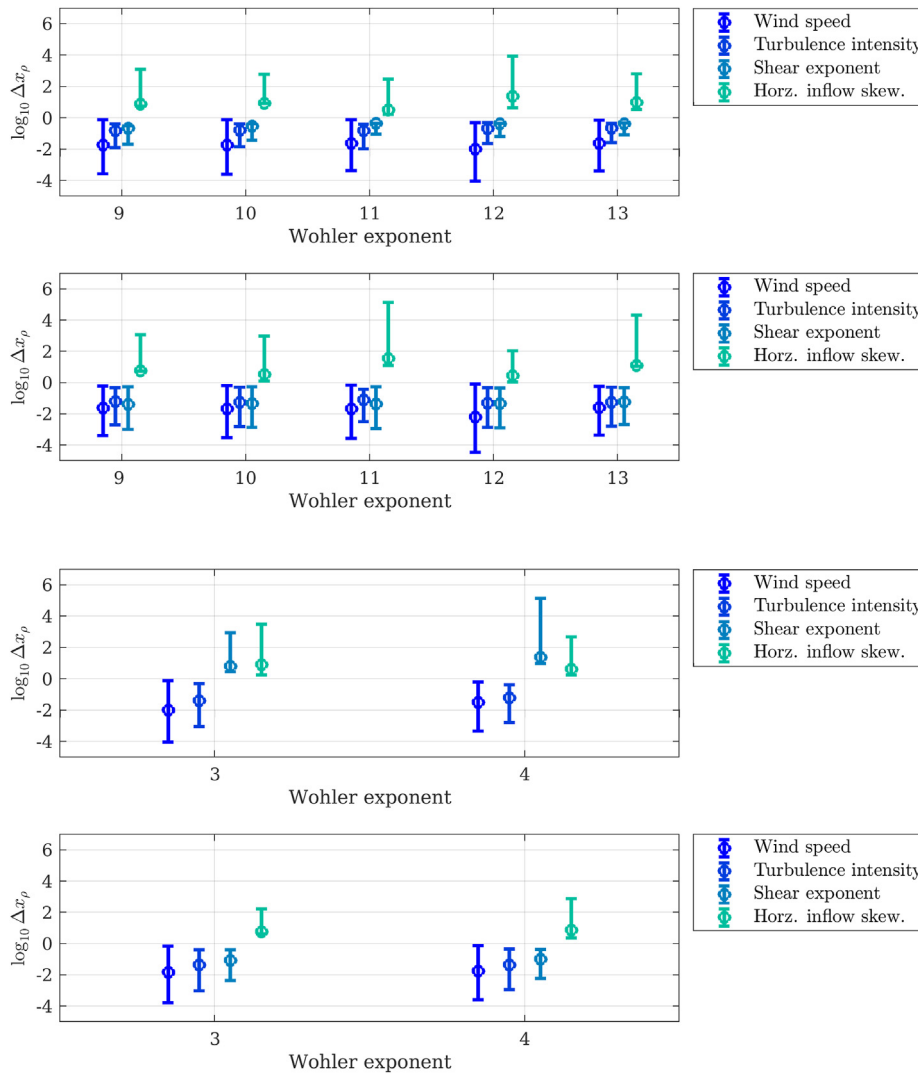 6
4
2
0
-2
-4
log₁₀ Δxρ
9 10 11 12 13
Wohler exponent
Wind speed
Turbulence intensity
Shear exponent
Horz. inflow skew.
6
4
2
0
-2
-4
log₁₀ Δxρ
9 10 11 12 13
Wohler exponent
Wind speed
Turbulence intensity
Shear exponent
Horz. inflow skew.
6
4
2
0
-2
-4
log₁₀ Δxρ
3 4
Wohler exponent
Wind speed
Turbulence intensity
Shear exponent
Horz. inflow skew.
6
4
2
0
-2
-4
log₁₀ Δxρ
3 4
Wohler exponent
Wind speed
Turbulence intensity
Shear exponent
Horz. inflow skew.